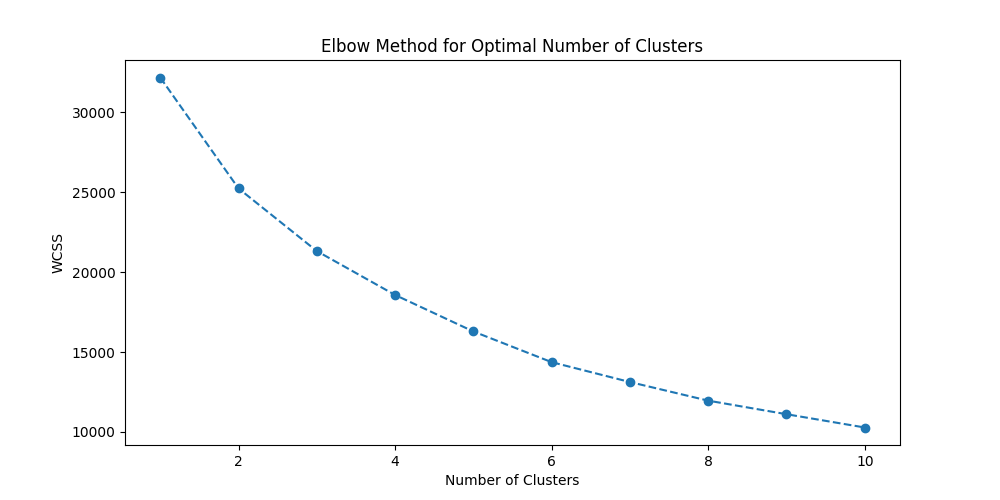 Elbow Method for Optimal Number of Clusters
30000
25000
20000
15000
10000
WCSS
2 4 6 8 10
Number of Clusters